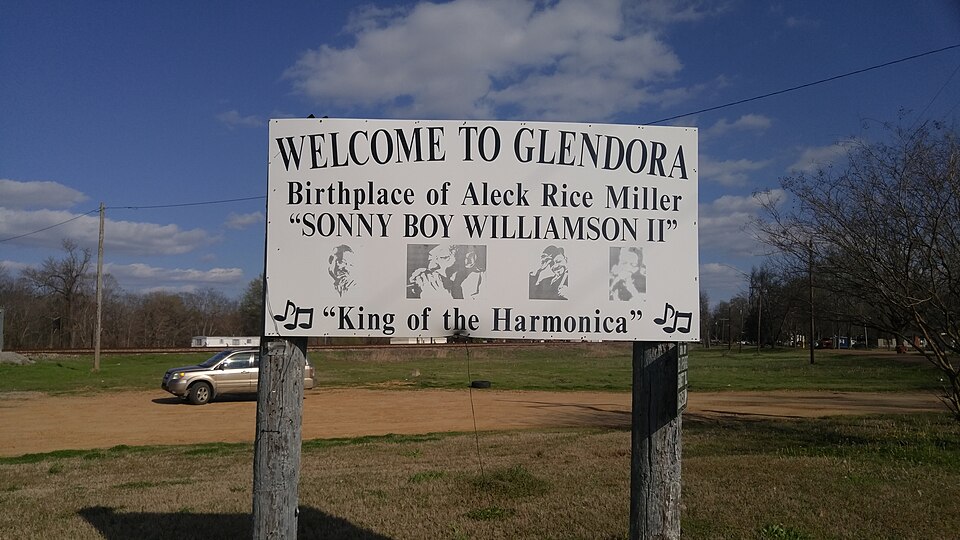 WELCOME TO GLENDORA
Birthplace of Aleck Rice Miller
“SONNY BOY WILLIAMSON II”
“King of the Harmonica”